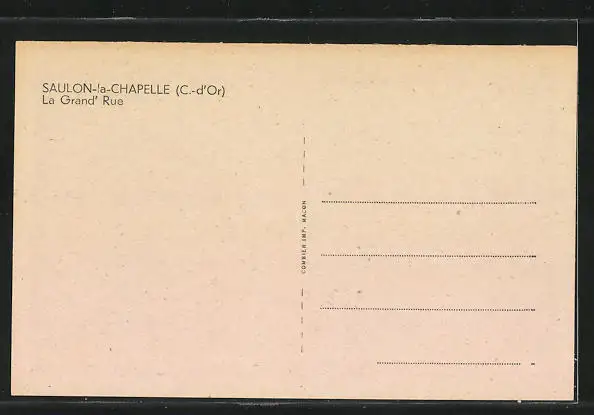 SAULON-la-CHAPELLE (C.-d'Or)
La Grand' Rue
COMBIER IMP. MACON